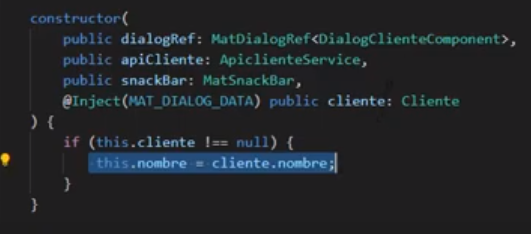 constructor(
public dialogRef: MatDialogRef<DialogClienteComponent>,
public apiCliente: ApiclienteService,
public snackBar: MatSnackBar,
@Inject(MAT_DIALOG_DATA) public cliente: Cliente
) {
if (this.cliente !== null) {
this.nombre = cliente.nombre;
}
}